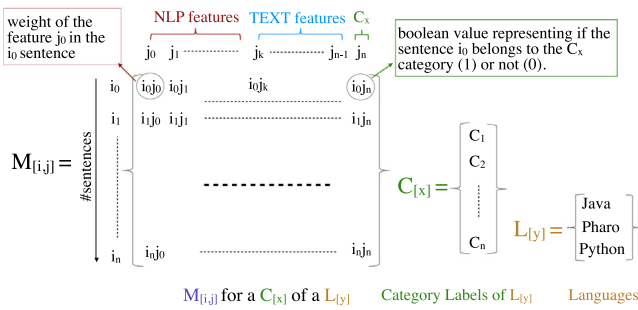 weight of the
feature j0 in the
i0 sentence
NLP features
TEXT features
Cx
boolean value representing if the
sentence i0 belongs to the Cx
category (1) or not (0).
j0 j1 jk jn-1 jn
i0 i0j0 i0j1 i0jk i0jn
i1 i1j0 i1j1 i1jn
M[i,j] =
#sentences
in inj0 injn
C[x] =
C1
C2
Cn
L[y] =
Java
Pharo
Python
M[i,j] for a C[x] of a L[y]
Category Labels of L[y]
Languages